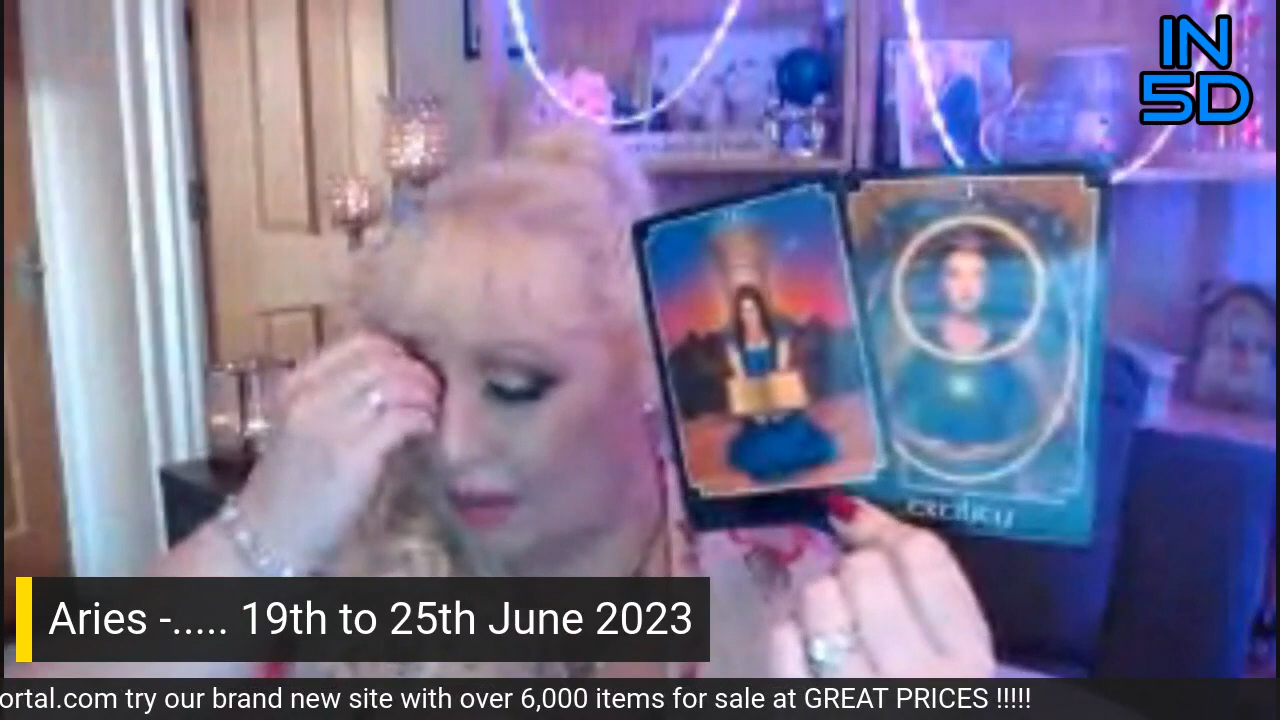 IN
5D
Aries -..... 19th to 25th June 2023
ortal.com try our brand new site with over 6,000 items for sale at GREAT PRICES !!!!!